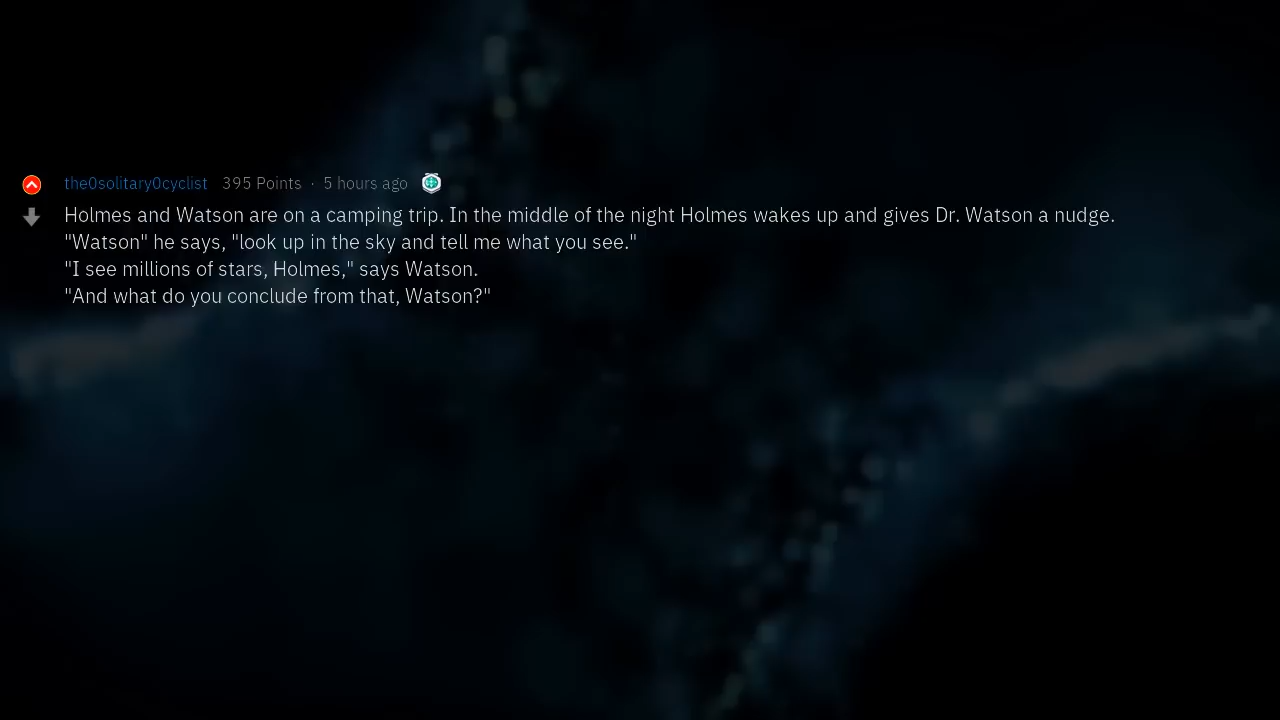 the0solitary0cyclist 395 Points · 5 hours ago
Holmes and Watson are on a camping trip. In the middle of the night Holmes wakes up and gives Dr. Watson a nudge.
"Watson" he says, "look up in the sky and tell me what you see."
"I see millions of stars, Holmes," says Watson.
"And what do you conclude from that, Watson?"